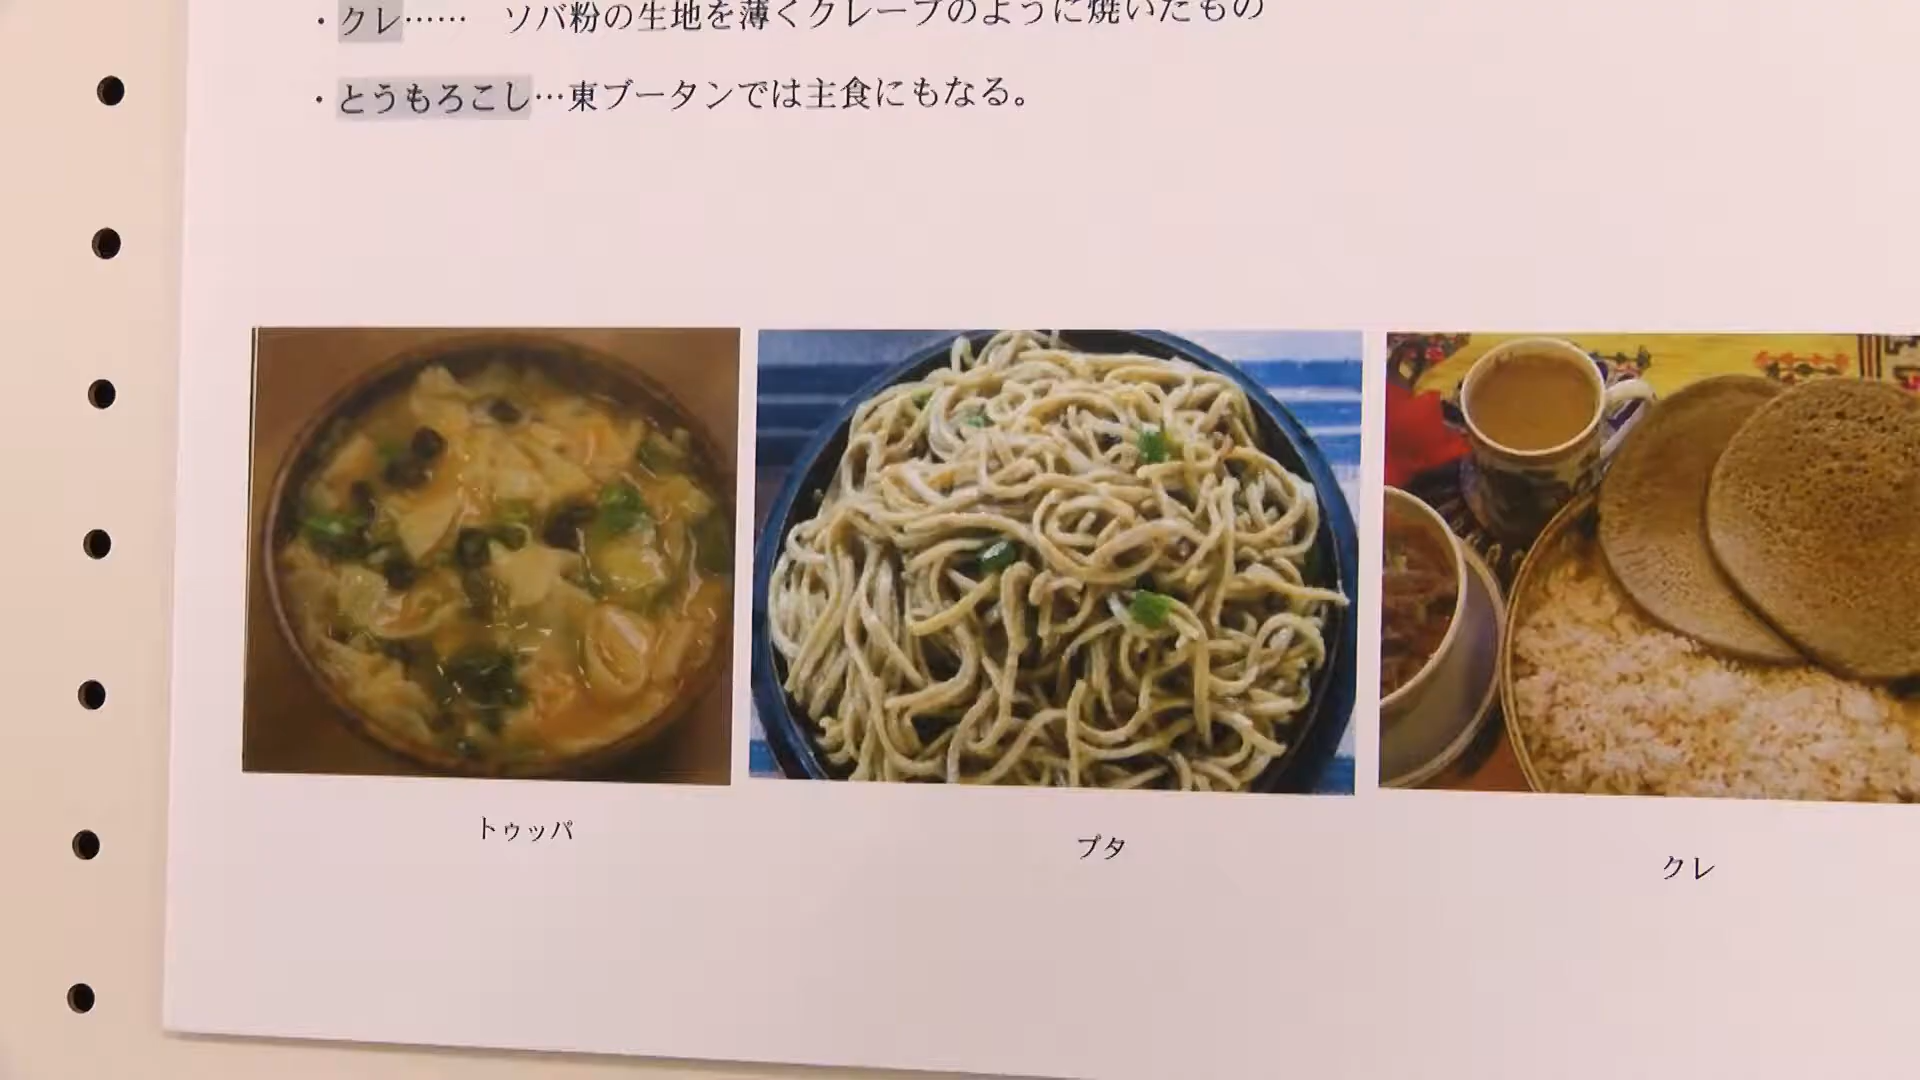 ・クレ…… ソバ粉の生地を薄くクレープのように焼いたもの
・とうもろこし…東ブータンでは主食にもなる。
トゥッパ
プタ
クレ